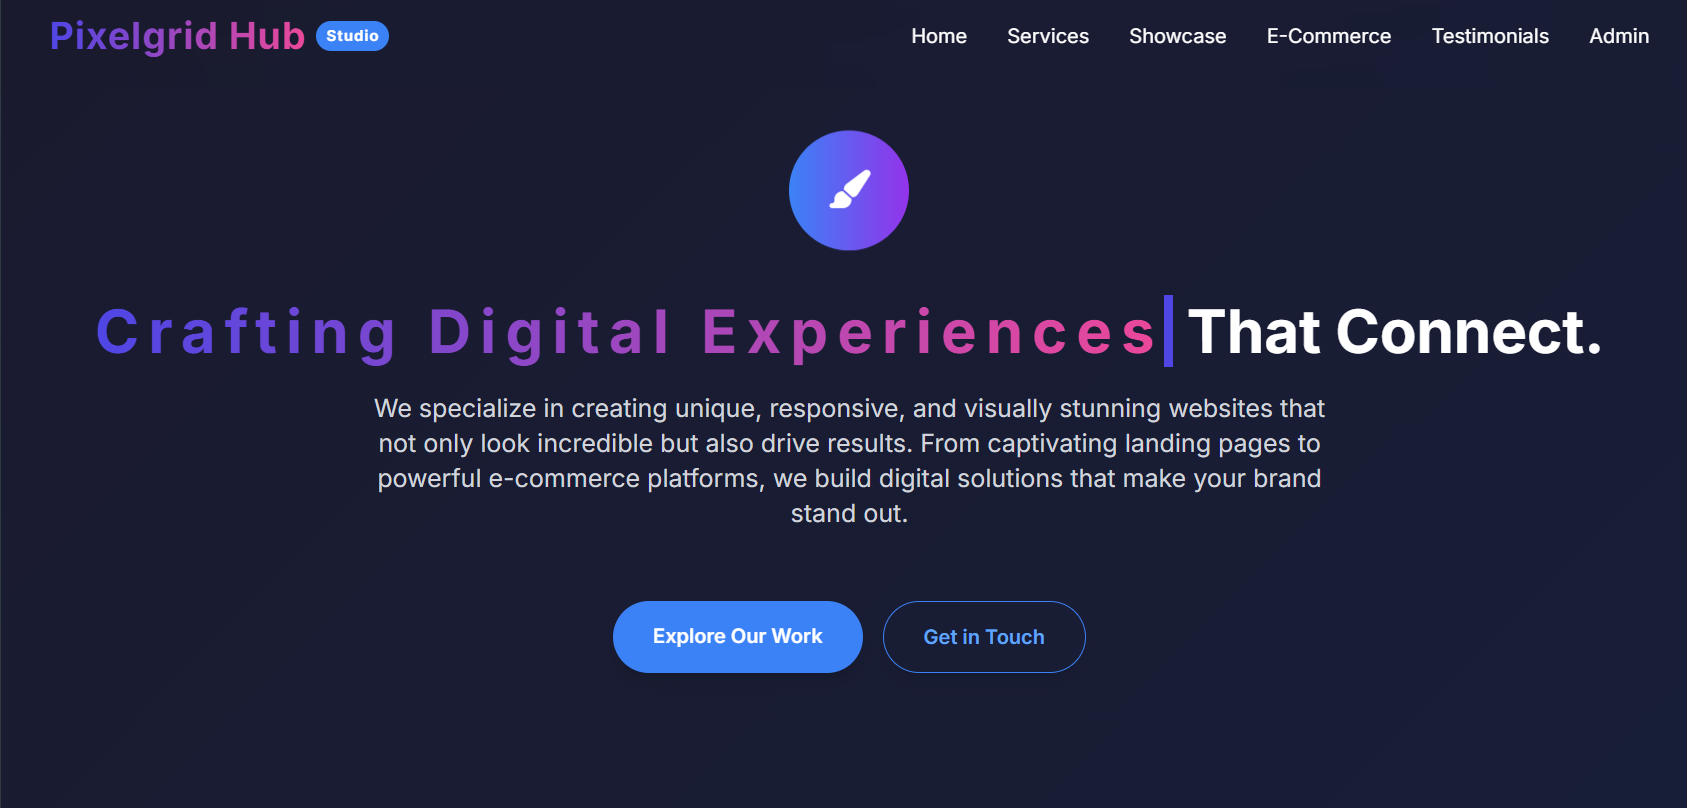 Pixelgrid Hub Studio Home Services Showcase E-Commerce Testimonials Admin
Crafting Digital Experiences That Connect.
We specialize in creating unique, responsive, and visually stunning websites that
not only look incredible but also drive results. From captivating landing pages to
powerful e-commerce platforms, we build digital solutions that make your brand
stand out.
Explore Our Work Get in Touch